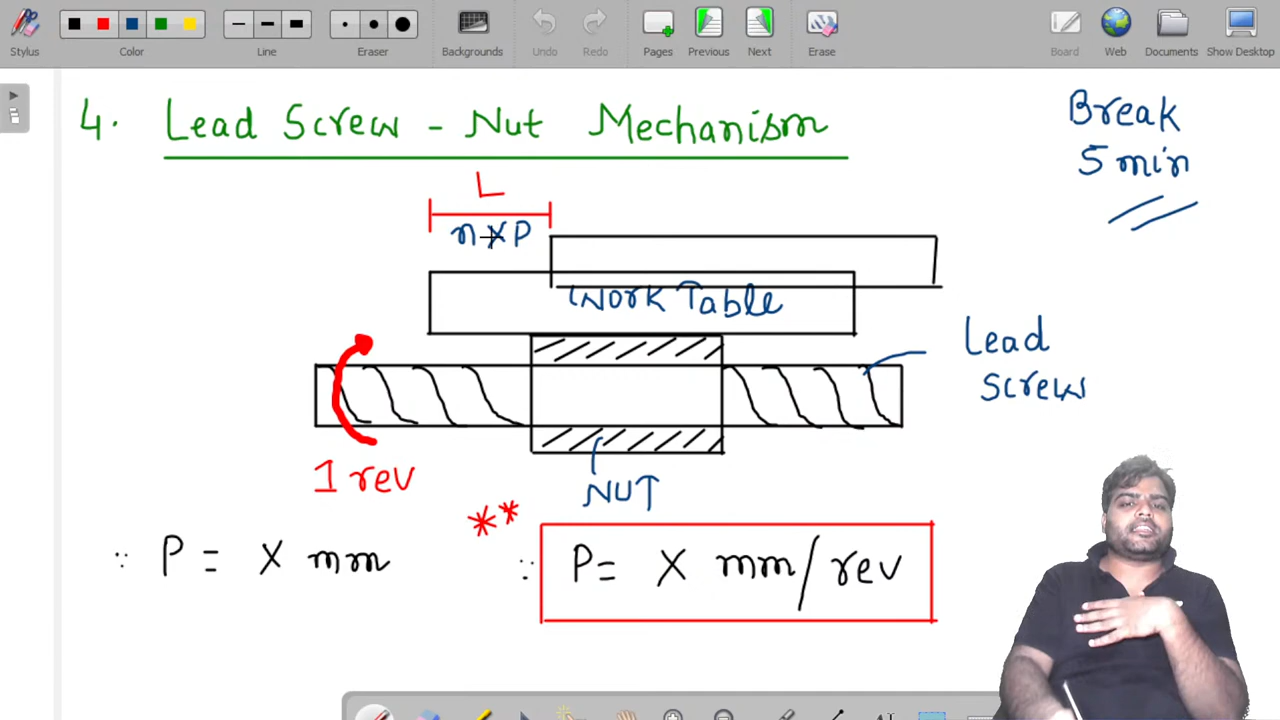 Stylus
Color
Line
Eraser
Backgrounds
Undo
Redo
Pages
Previous
Next
Erase
Board
Web
Documents
Show Desktop
4. Lead Screw - Nut Mechanism
Break
5 min
L
n x P
Work Table
Lead
screw
1 rev
NUT
** 
∵ P = X mm
∵ P = X mm/rev